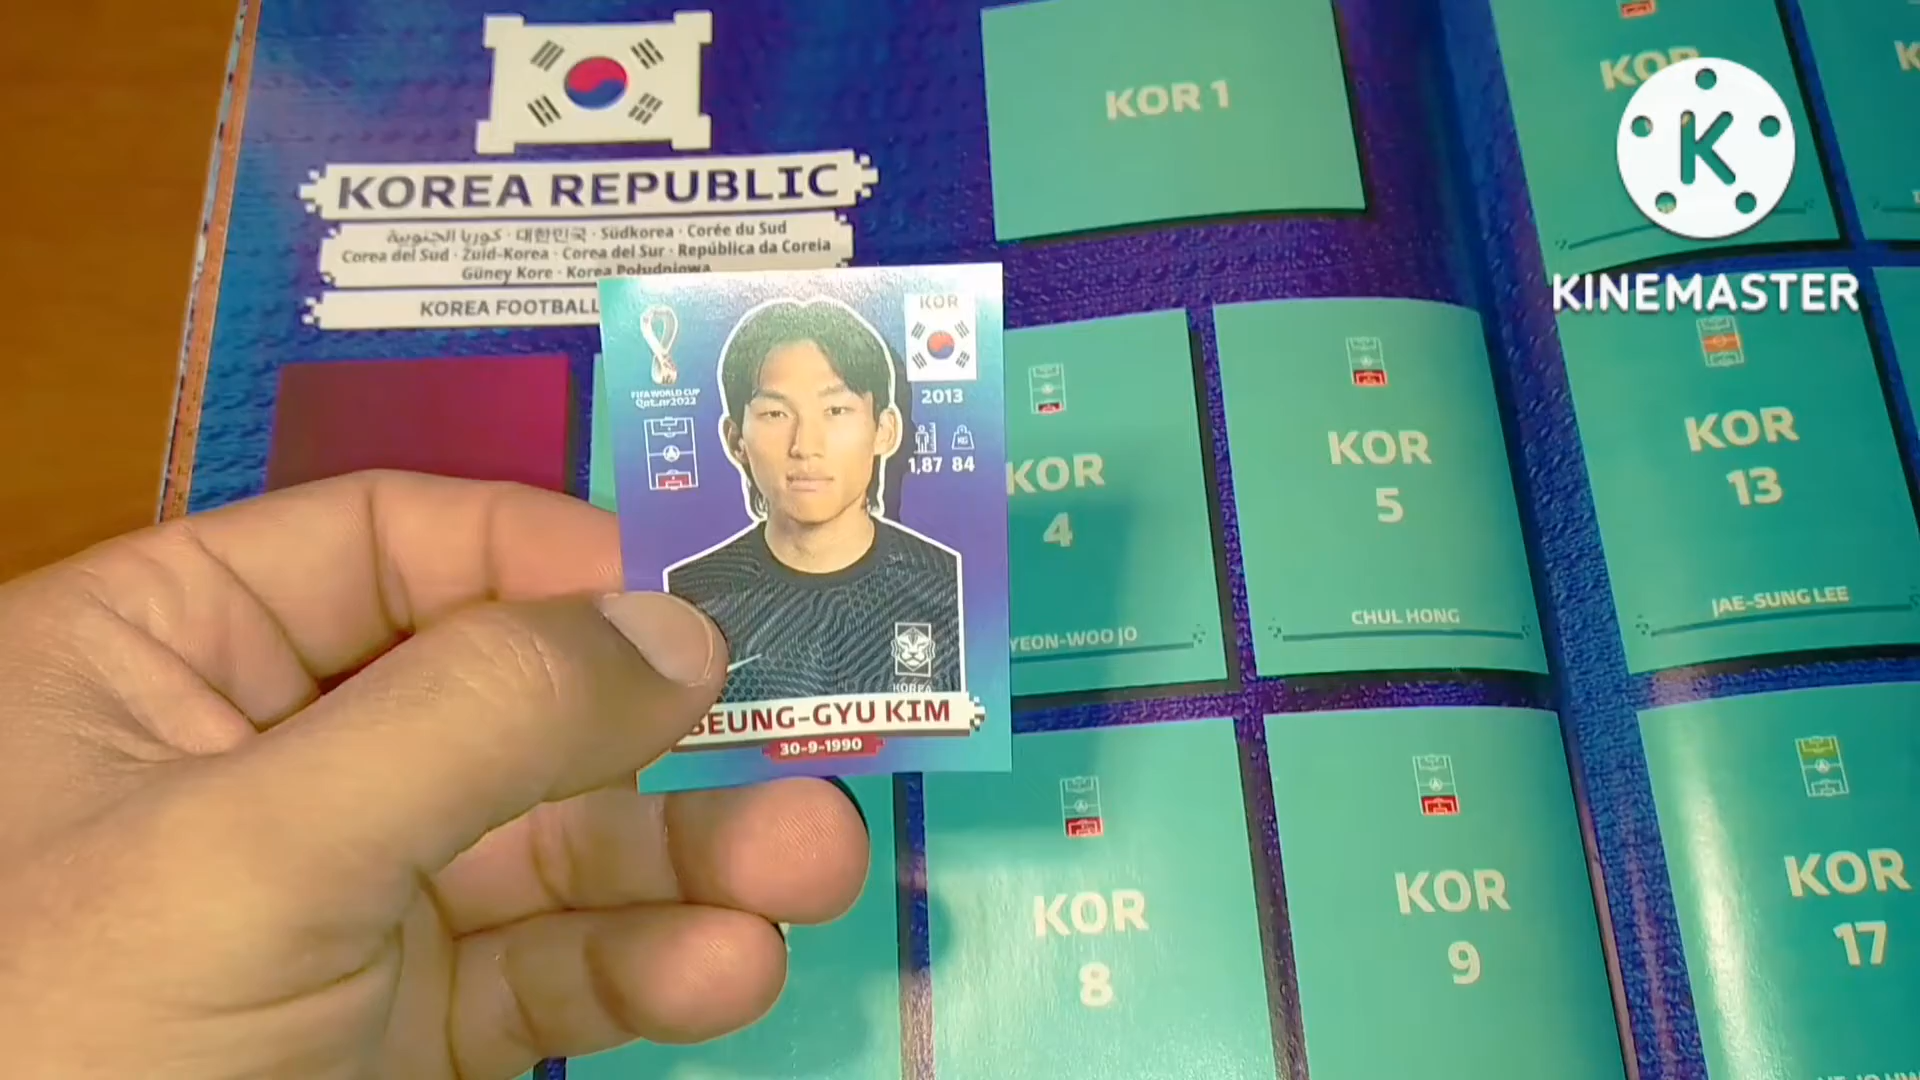 KOREA REPUBLIC
كوريا الجنوبية · 대한민국 · Südkorea · Corée du Sud
Corea del Sud · Zuid-Korea · Corea del Sur · República da Coreia
Güney Kore · Korea Południowa
KOREA FOOTBALL
KOR 1
KOR
KINEMASTER
FIFA WORLD CUP
Qatar2022
KOR
2013
KG
1,87 84
KOREA
SEUNG-GYU KIM
30-9-1990
KOR
4
YEON-WOO JO
KOR
5
CHUL HONG
KOR
13
JAE-SUNG LEE
KOR
8
KOR
9
KOR
17